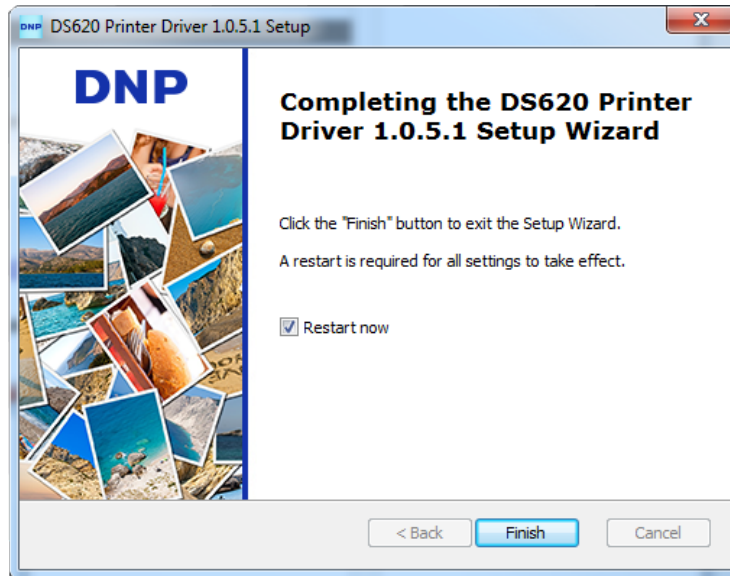 DNP DS620 Printer Driver 1.0.5.1 Setup
DNP
Completing the DS620 Printer
Driver 1.0.5.1 Setup Wizard
Click the "Finish" button to exit the Setup Wizard.
A restart is required for all settings to take effect.
Restart now
< Back Finish Cancel